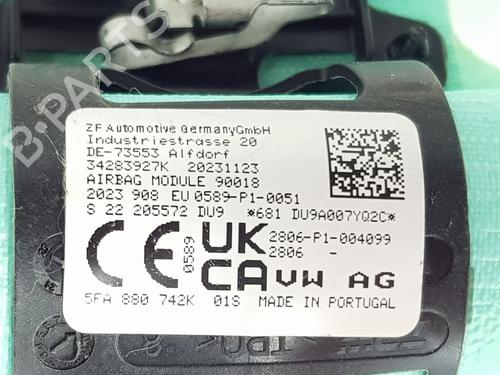 B-PARTS
ZF Automotive GermanyGmbH
Industriestrasse 20
DE-73553 Alfdorf
34283927K 20231123
AIRBAG MODULE 90018
2023 908 EU 0589-P1-0051
S 22 205572 DU9 *681 DU9A007YQ2C*
CE 0589 UK CA 2806-P1-004099
2806 -
VW AG
5FA 880 742K 01S MADE IN PORTUGAL